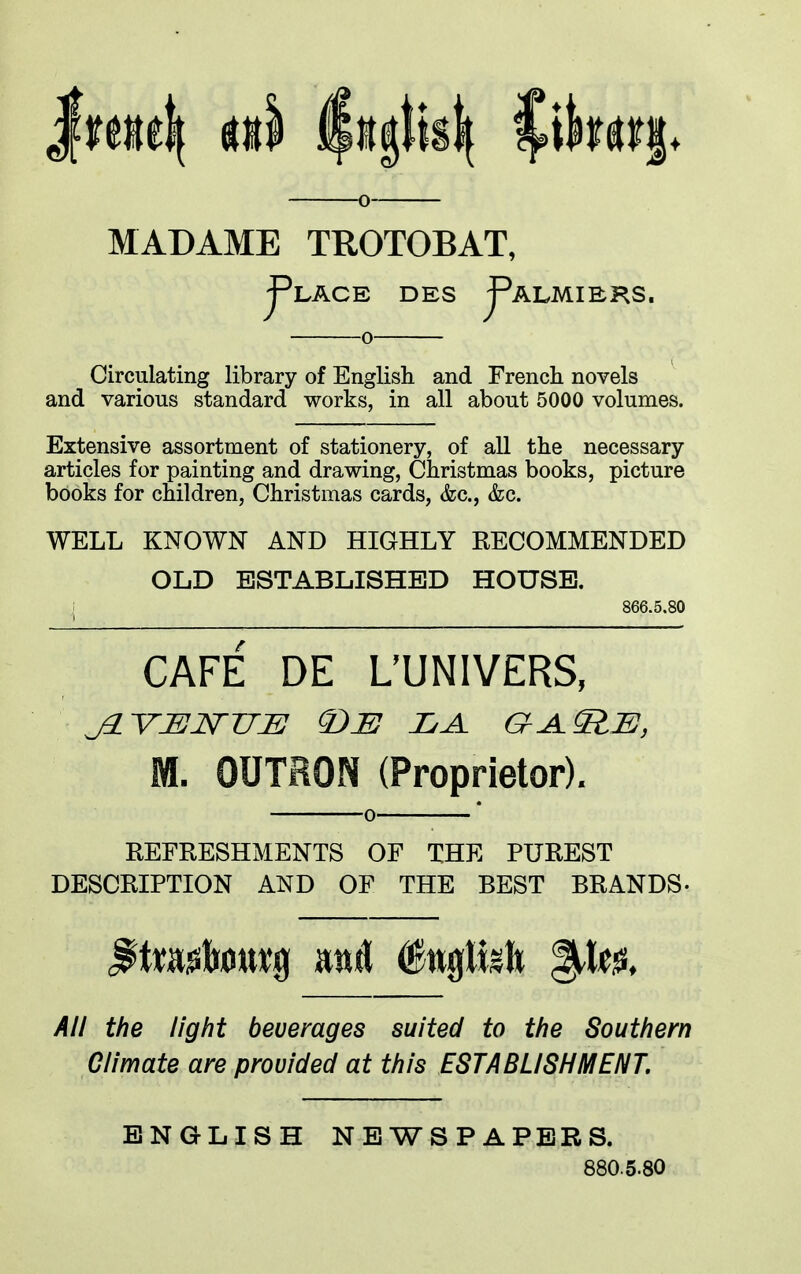 French and English Library.
MADAME TROTOBAT,
PLACE DES PALMIERS.
Circulating library of English and French novels
and various standard works, in all about 5000 volumes.
Extensive assortment of stationery, of all the necessary
articles for painting and drawing, Christmas books, picture
books for children, Christmas cards, &c., &c.
WELL KNOWN AND HIGHLY RECOMMENDED
OLD ESTABLISHED HOUSE.
866.5.80
CAFÉ DE L'UNIVERS,
AVENUE DE LA GARE,
M. OUTRON (Proprietor).
REFRESHMENTS OF THE PUREST
DESCRIPTION AND OF THE BEST BRANDS.
Strasbourg and English Ales.
All the light beverages suited to the Southern
Climate are provided at this ESTABLISHMENT.
ENGLISH NEWSPAPERS.
880.5.80